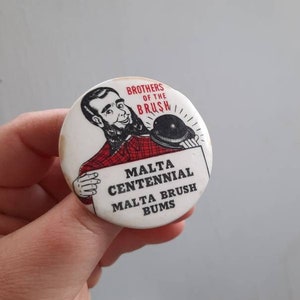 BROTHERS
OF THE
BRUSH
MALTA
CENTENNIAL
MALTA BRUSH
BUMS